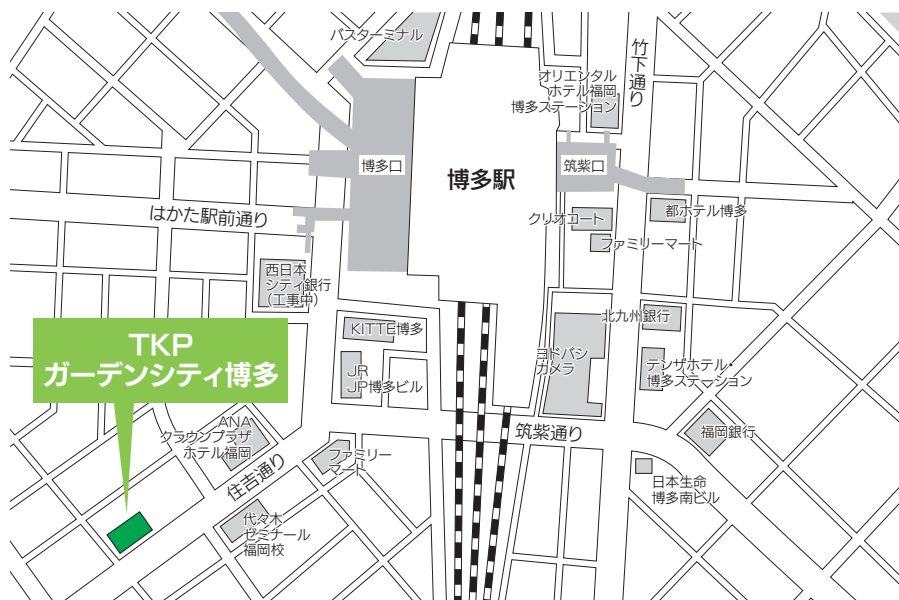 バスターミナル
竹下通り
オリエンタル
ホテル福岡
博多ステーション
博多口
博多駅
筑紫口
はかた駅前通り
クリオコート
都ホテル博多
ファミリーマート
西日本
シティ銀行
（工事中）
北九州銀行
KITTE博多
TKP
ガーデンシティ博多
JR
JP博多ビル
ヨドバシ
カメラ
デンザホテル・
博多ステーション
ANA
クラウンプラザ
ホテル福岡
筑紫通り
福岡銀行
住吉通り
ファミリー
マート
日本生命
博多南ビル
代々木
ゼミナール
福岡校